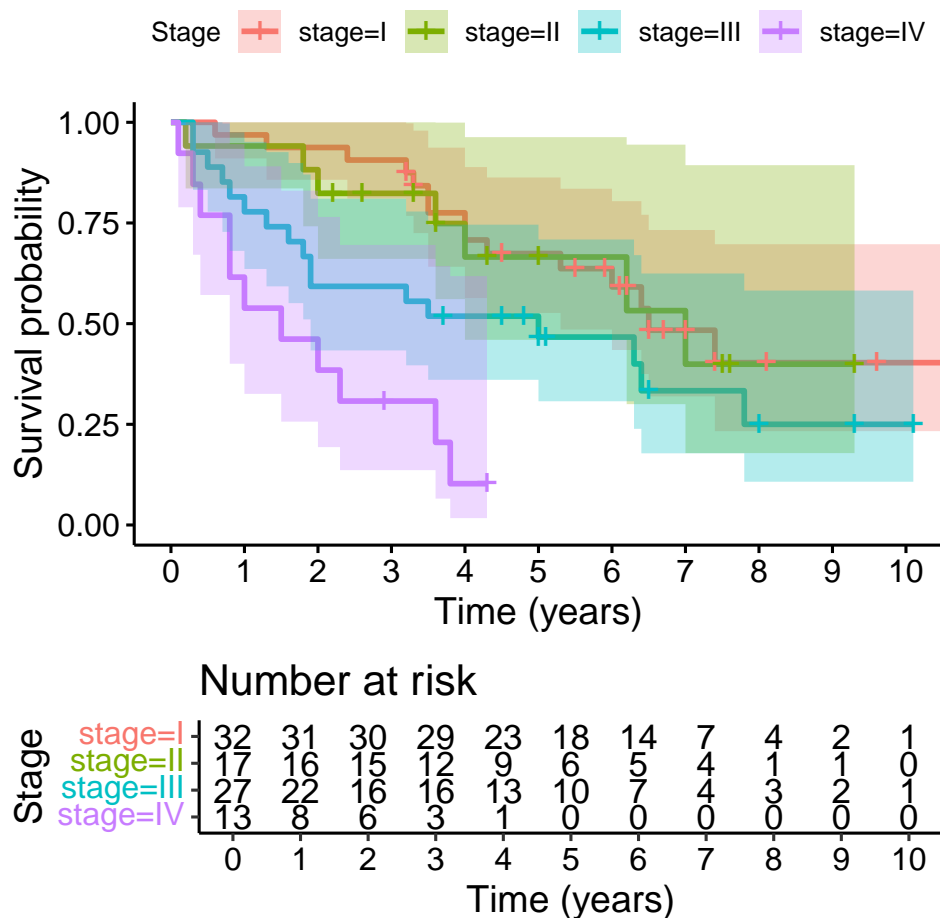 Stage stage=I stage=II stage=III stage=IV
1.00
0.75
0.50
0.25
0.00
Survival probability
0 1 2 3 4 5 6 7 8 9 10
Time (years)
Number at risk
Stage
stage=I 32 31 30 29 23 18 14 7 4 2 1
stage=II 17 16 15 12 9 6 5 4 1 1 0
stage=III 27 22 16 16 13 10 7 4 3 2 1
stage=IV 13 8 6 3 1 0 0 0 0 0 0
0 1 2 3 4 5 6 7 8 9 10
Time (years)